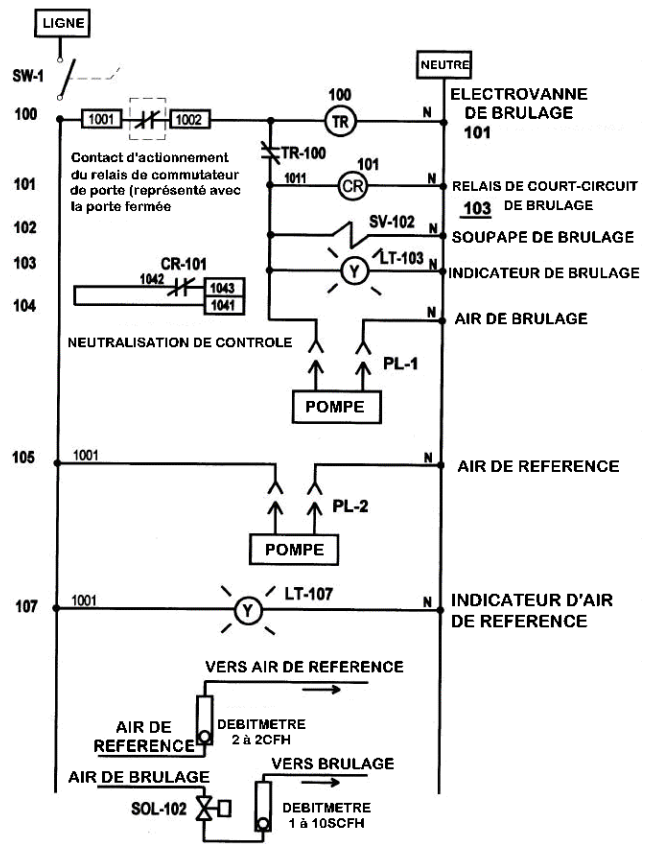 LIGNE
NEUTRE
SW-1
100
1001
1002
100
TR
N
ELECTROVANNE
DE BRULAGE
101
TR-100
Contact d'actionnement
du relais de commutateur
de porte (représenté avec
la porte fermée
101
1011
101
CR
N
RELAIS DE COURT-CIRCUIT
103 DE BRULAGE
102
SV-102
N
SOUPAPE DE BRULAGE
103
LT-103
Y
N
INDICATEUR DE BRULAGE
CR-101
1042
1043
104
1041
N
AIR DE BRULAGE
NEUTRALISATION DE CONTROLE
PL-1
POMPE
105
1001
N
AIR DE REFERENCE
PL-2
POMPE
107
1001
LT-107
Y
N
INDICATEUR D'AIR
DE REFERENCE
VERS AIR DE REFERENCE
AIR DE
REFERENCE
DEBITMETRE
2 à 2CFH
AIR DE BRULAGE
VERS BRULAGE
SOL-102
DEBITMETRE
1 à 10SCFH